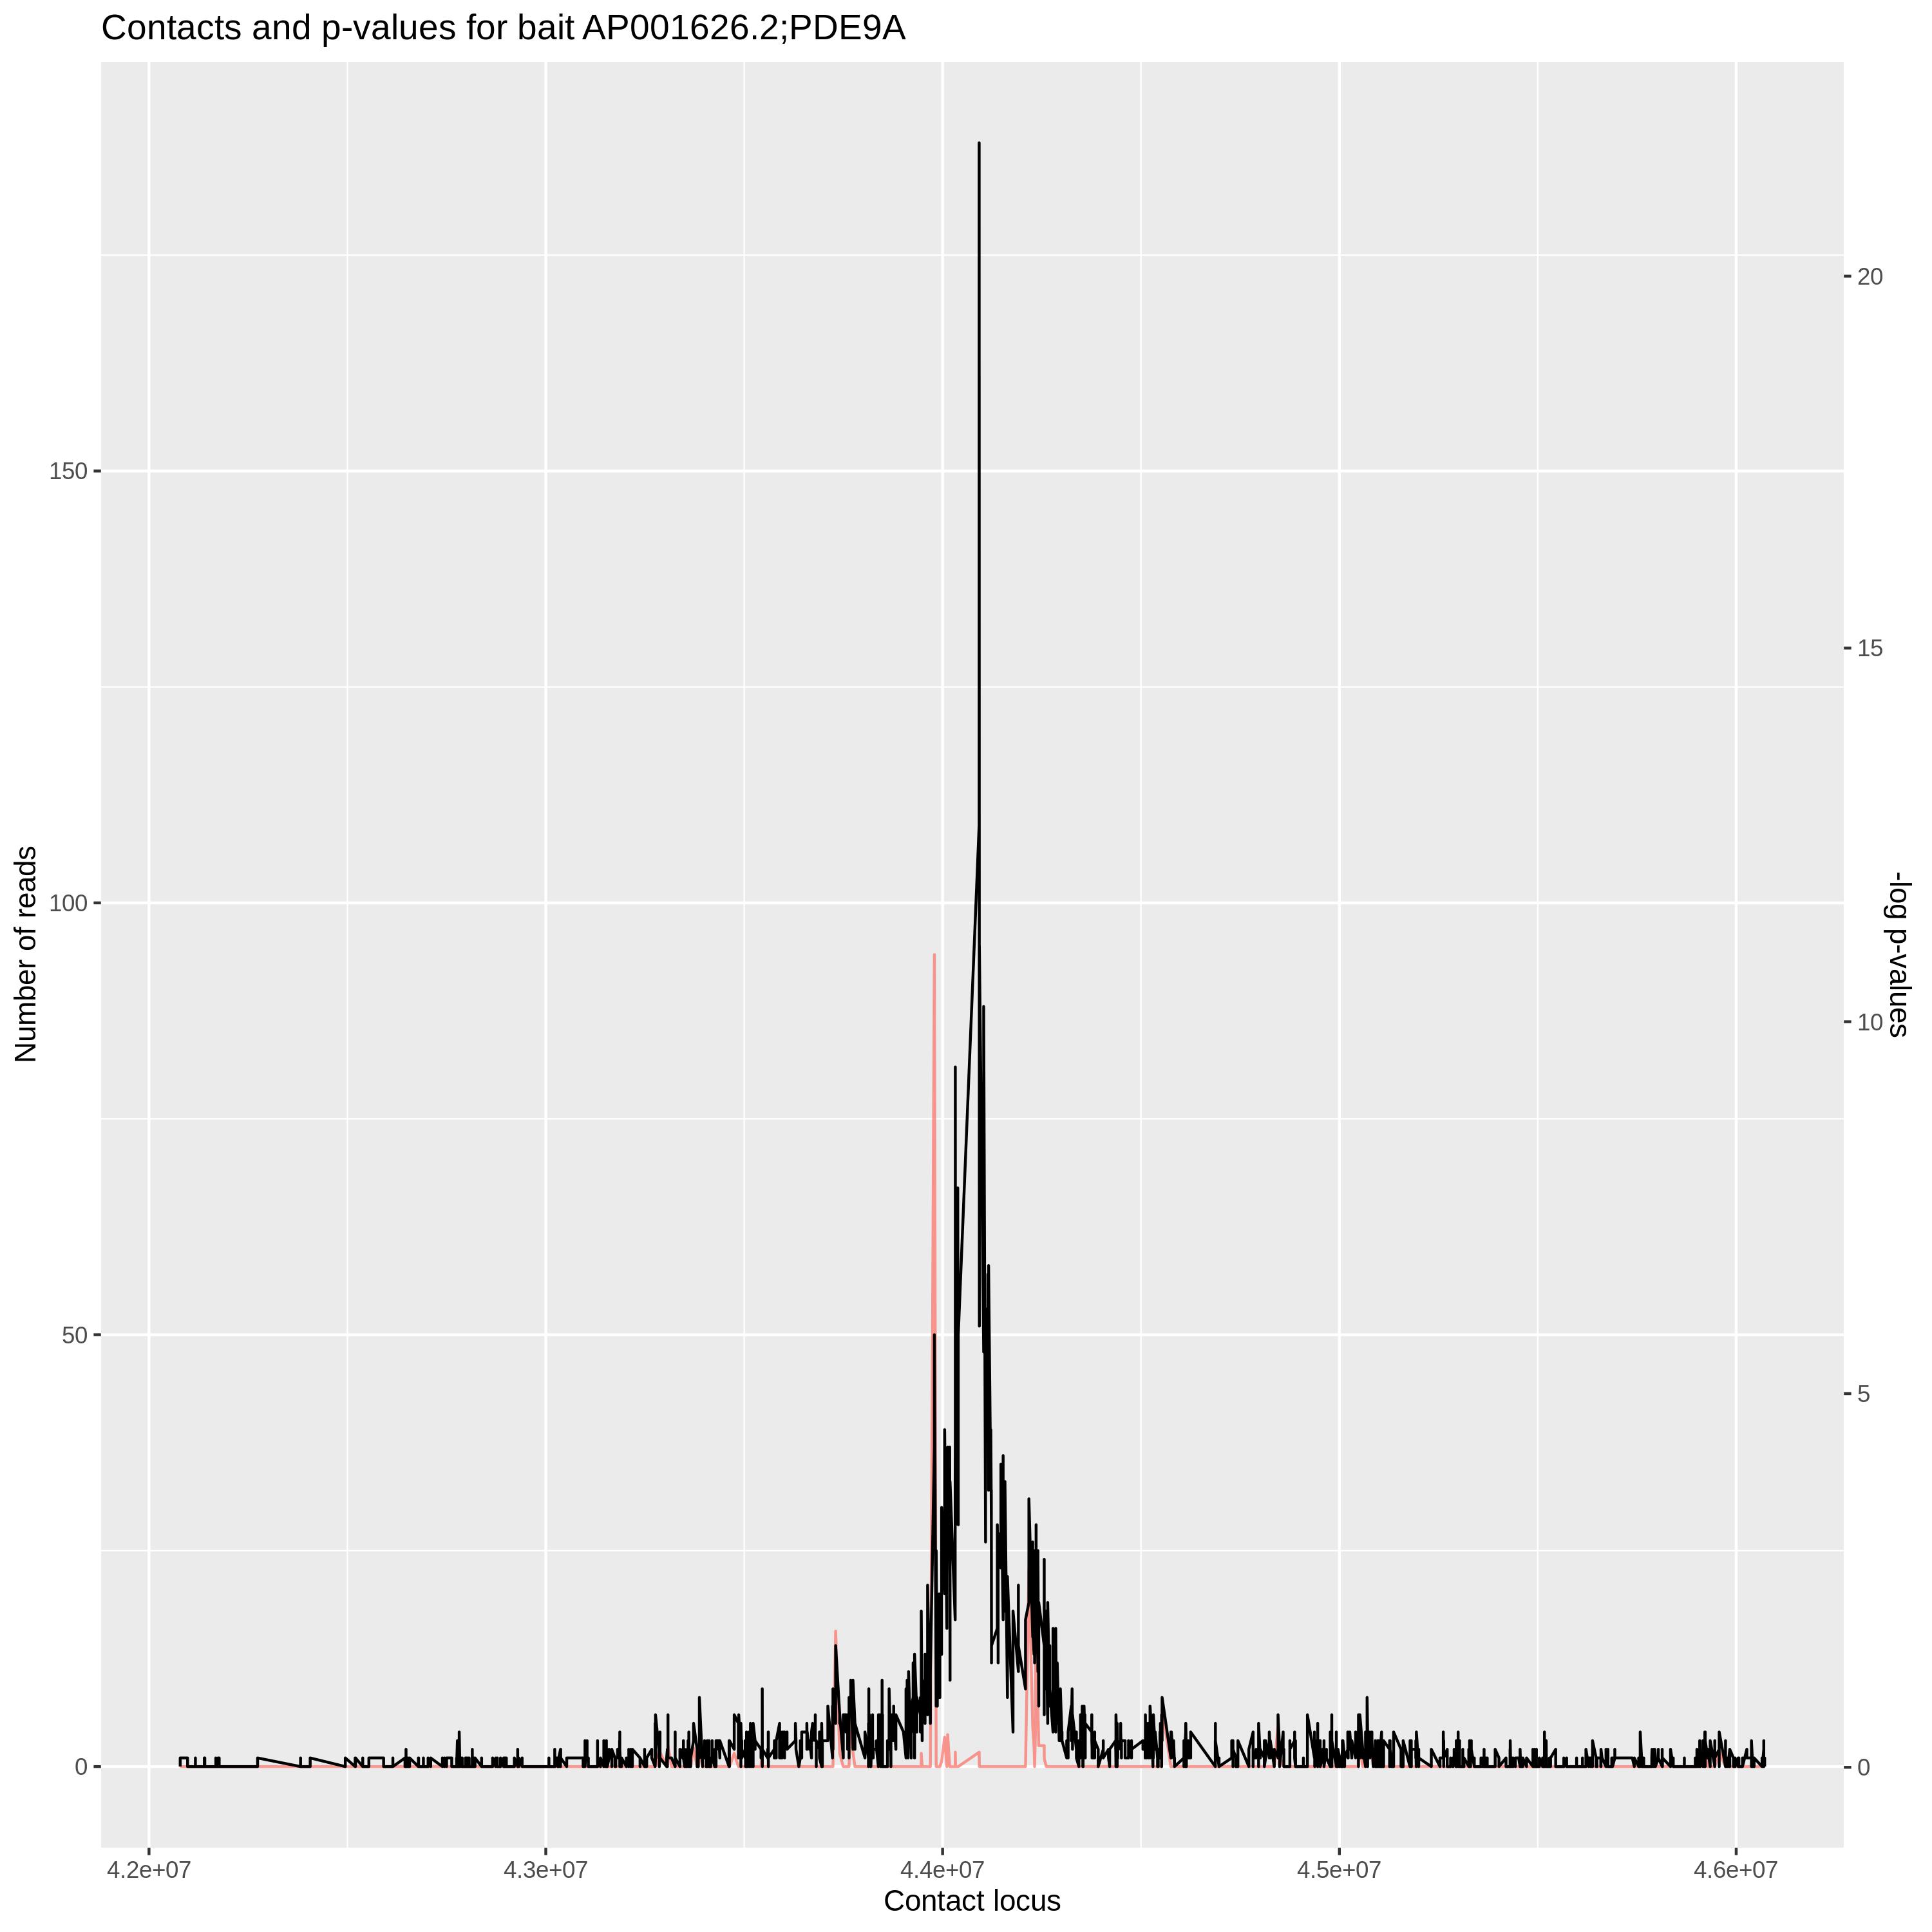 Contacts and p-values for bait AP001626.2;PDE9A
Number of reads
150
100
50
0
20
15
10
5
0
-log p-values
4.2e+07
4.3e+07
4.4e+07
4.5e+07
4.6e+07
Contact locus